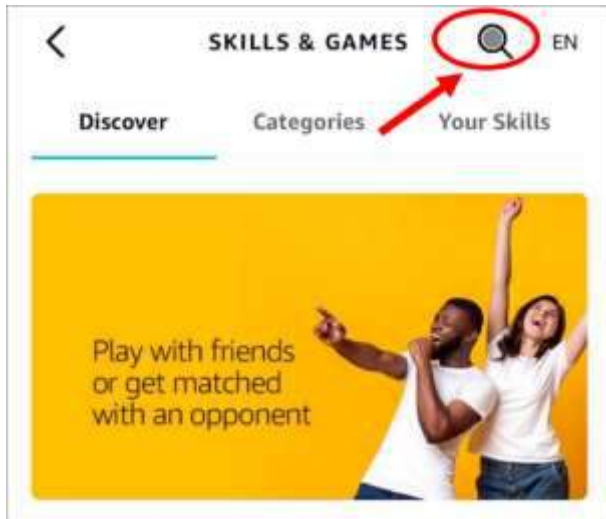 SKILLS & GAMES EN
Discover Categories Your Skills
Play with friends
or get matched
with an opponent